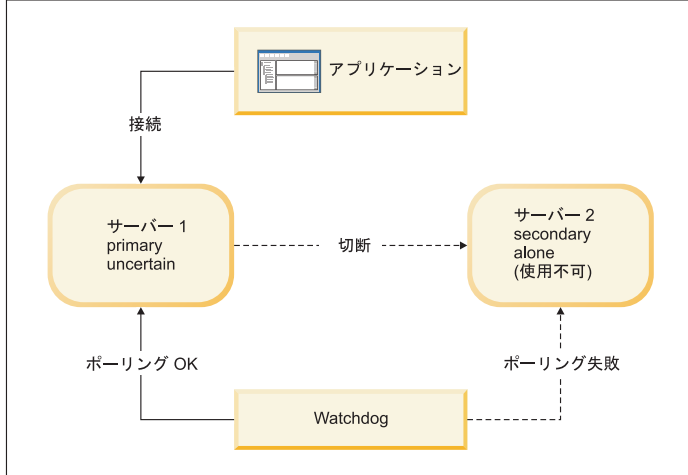 アプリケーション
接続
サーバー 1
primary
uncertain
切断
サーバー 2
secondary
alone
(使用不可)
ポーリング OK
ポーリング失敗
Watchdog